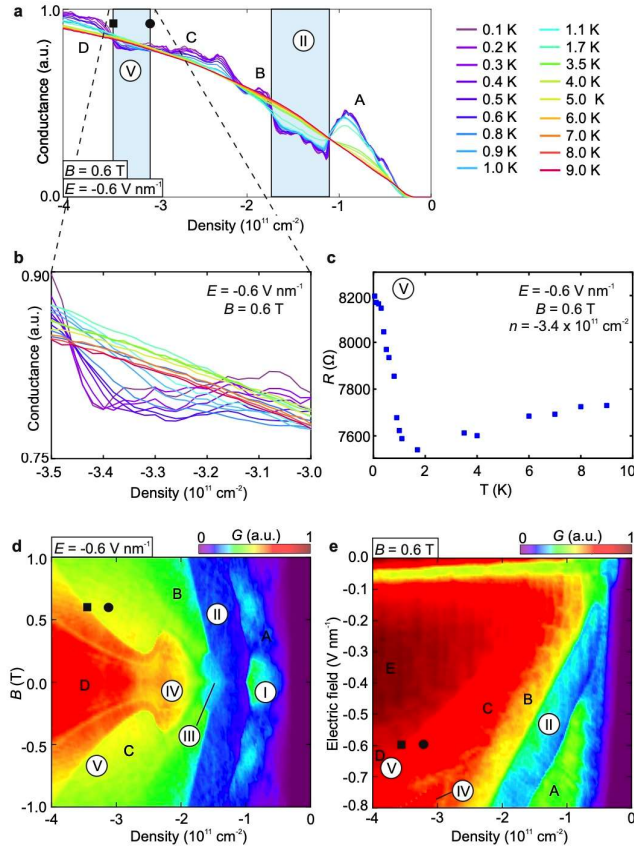 a
D
C
B
A
V
II
Conductance (a.u.)
1.0
0.0
B = 0.6 T
E = -0.6 V nm⁻¹
-4 -3 -2 -1 0
Density (10¹¹ cm⁻²)
0.1 K 1.1 K
0.2 K 1.7 K
0.3 K 3.5 K
0.4 K 4.0 K
0.5 K 5.0 K
0.6 K 6.0 K
0.8 K 7.0 K
0.9 K 8.0 K
1.0 K 9.0 K
b
E = -0.6 V nm⁻¹
B = 0.6 T
0.90
Conductance (a.u.)
0.75
-3.5 -3.4 -3.3 -3.2 -3.1 -3.0
Density (10¹¹ cm⁻²)
c
V
E = -0.6 V nm⁻¹
B = 0.6 T
n = -3.4 x 10¹¹ cm⁻²
8200
8000
7800
7600
R (Ω)
0 2 4 6 8 10
T (K)
d
E = -0.6 V nm⁻¹
0 G (a.u.) 1
1.0
0.5
0.0
-0.5
-1.0
B (T)
B
II
A
D
IV
I
III
C
V
-4 -3 -2 -1 0
Density (10¹¹ cm⁻²)
e
B = 0.6 T
0 G (a.u.) 1
0.0
-0.1
-0.2
-0.3
-0.4
-0.5
-0.6
-0.7
-0.8
Electric field (V nm⁻¹)
E
C
B
II
D
V
IV
A
-4 -3 -2 -1 0
Density (10¹¹ cm⁻²)